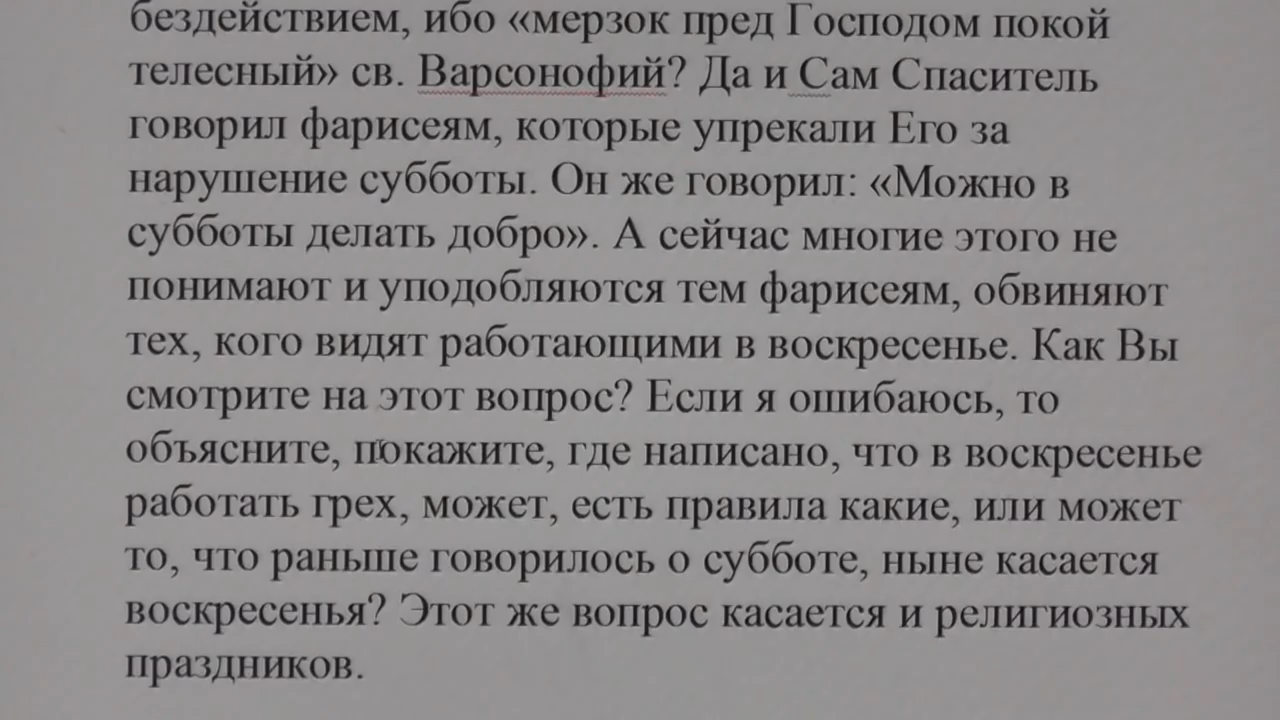 бездействием, ибо «мерзок пред Господом покой
телесный» св. Варсонофий? Да и Сам Спаситель
говорил фарисеям, которые упрекали Его за
нарушение субботы. Он же говорил: «Можно в
субботы делать добро». А сейчас многие этого не
понимают и уподобляются тем фарисеям, обвиняют
тех, кого видят работающими в воскресенье. Как Вы
смотрите на этот вопрос? Если я ошибаюсь, то
объясните, покажите, где написано, что в воскресенье
работать грех, может, есть правила какие, или может
то, что раньше говорилось о субботе, ныне касается
воскресенья? Этот же вопрос касается и религиозных
праздников.